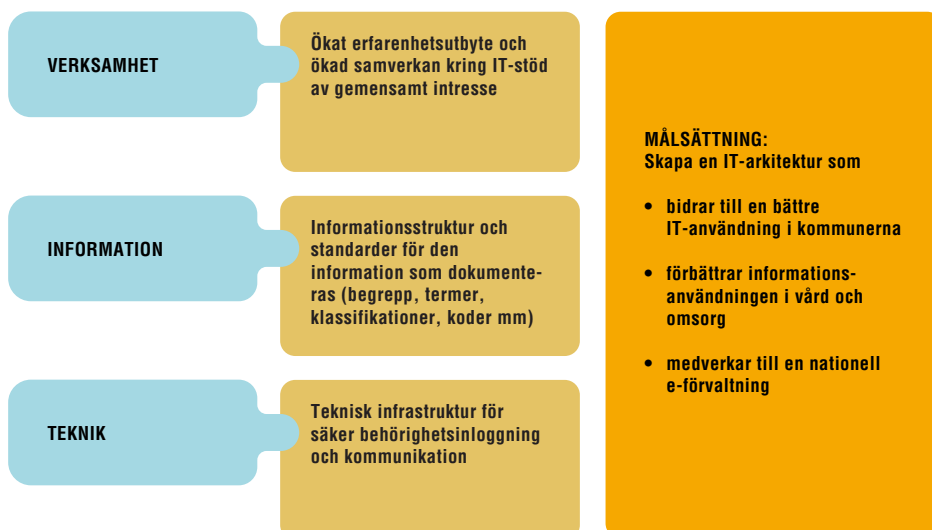 VERKSAMHET
Ökat erfarenhetsutbyte och
ökad samverkan kring IT-stöd
av gemensamt intresse
INFORMATION
Informationsstruktur och
standarder för den
information som dokumente-
ras (begrepp, termer,
klassifikationer, koder mm)
TEKNIK
Teknisk infrastruktur för
säker behörighetsinloggning
och kommunikation
MÅLSÄTTNING:
Skapa en IT-arkitektur som
• bidrar till en bättre
IT-användning i kommunerna
• förbättrar informations-
användningen i vård och
omsorg
• medverkar till en nationell
e-förvaltning